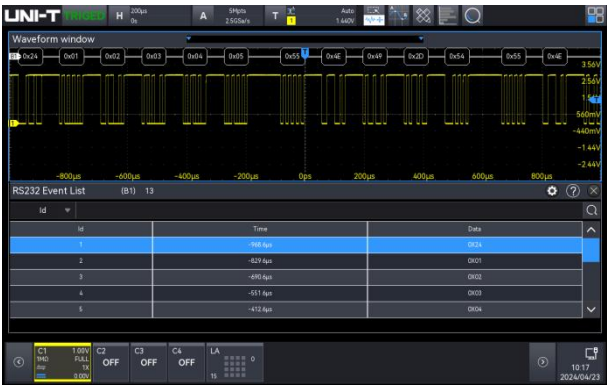 UNI-T TRIGED H 200μs 0s A 5Mpts 2.5GSa/s T 1 Auto 1.440V
Waveform window
B1 0x24 0x01 0x02 0x03 0x04 0x05 0x55 0x4E 0x49 0x2D 0x54 0x55 0x4E
3.56V
2.56V
560mV
-440mV
-1.44V
-2.44V
-800μs -600μs -400μs -200μs 0ps 200μs 400μs 600μs 800μs
RS232 Event List (B1) 13
Id
Id Time Data
1 -968.6μs 0X24
2 -829.6μs 0X01
3 -690.6μs 0X02
4 -551.6μs 0X03
5 -412.6μs 0X04
C1 1.00V C2 C3 C4 LA
1MΩ FULL OFF OFF OFF 0
1X
0.00V 15
10:17
2024/04/23